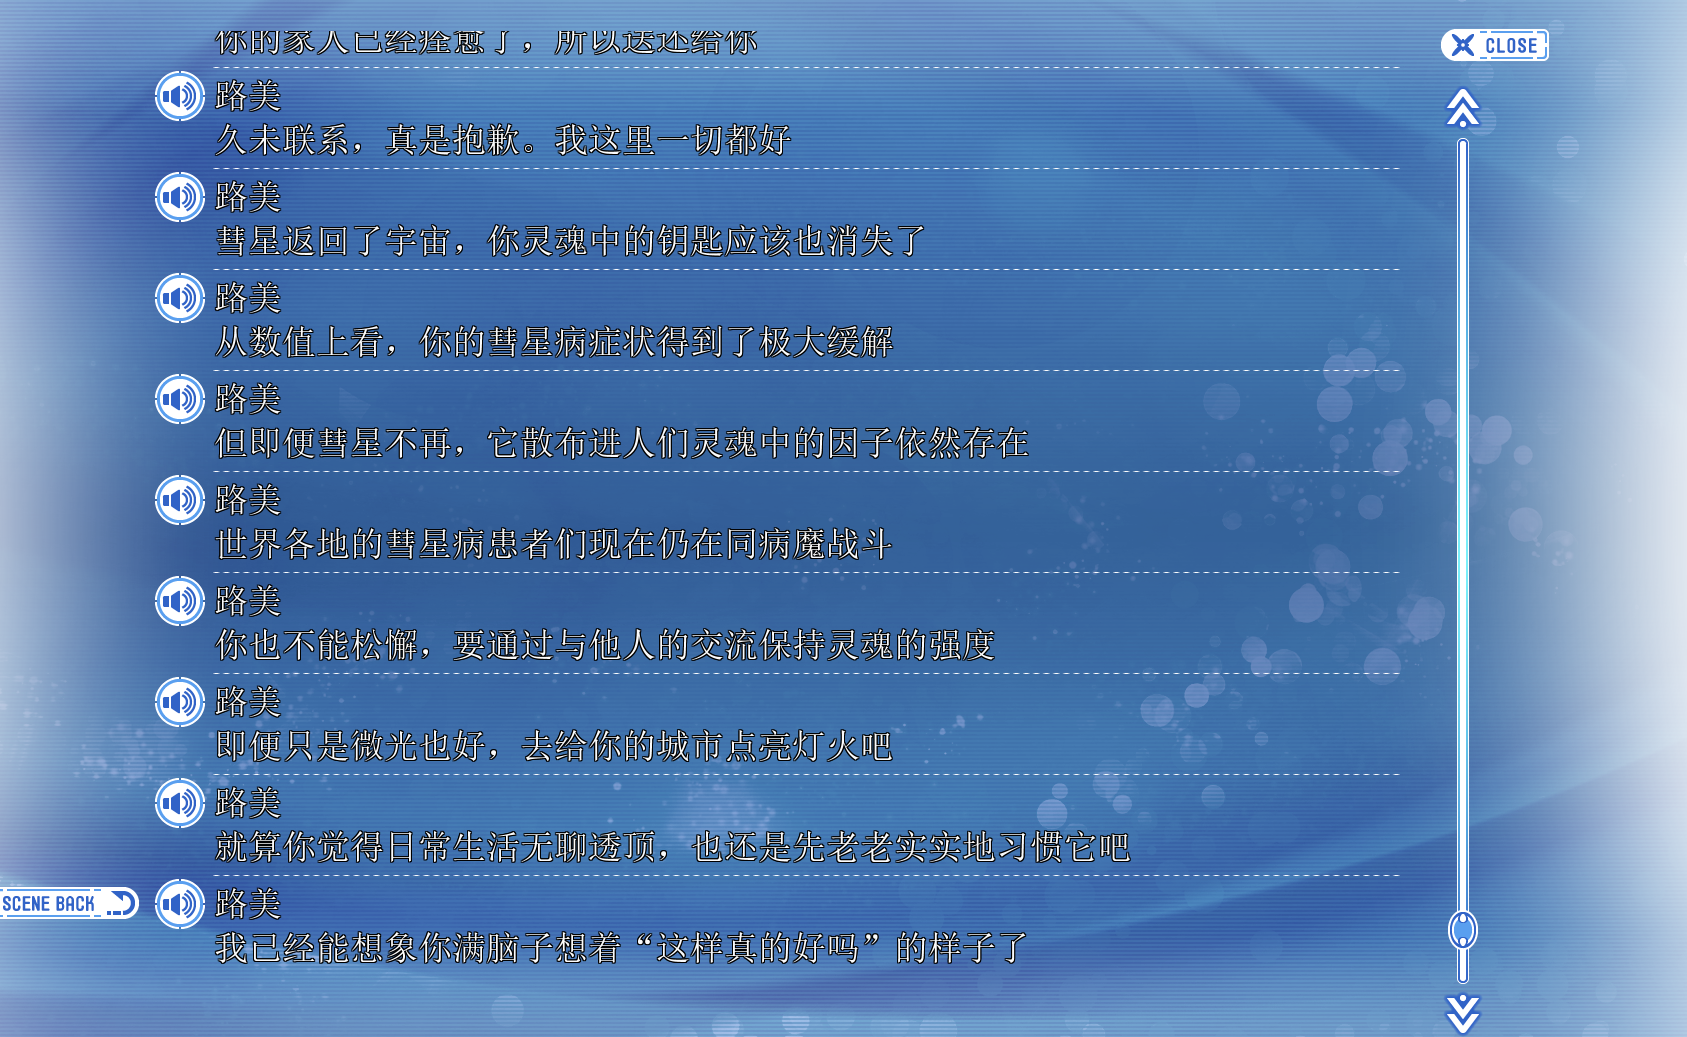 你的家人已经痊愈了，所以送还给你
CLOSE
路美
久未联系，真是抱歉。我这里一切都好
路美
彗星返回了宇宙，你灵魂中的钥匙应该也消失了
路美
从数值上看，你的彗星病症状得到了极大缓解
路美
但即便彗星不再，它散布进人们灵魂中的因子依然存在
路美
世界各地的彗星病患者们现在仍在同病魔战斗
路美
你也不能松懈，要通过与他人的交流保持灵魂的强度
路美
即便只是微光也好，去给你的城市点亮灯火吧
路美
就算你觉得日常生活无聊透顶，也还是先老老实实地习惯它吧
SCENE BACK
路美
我已经能想象你满脑子想着“这样真的好吗”的样子了